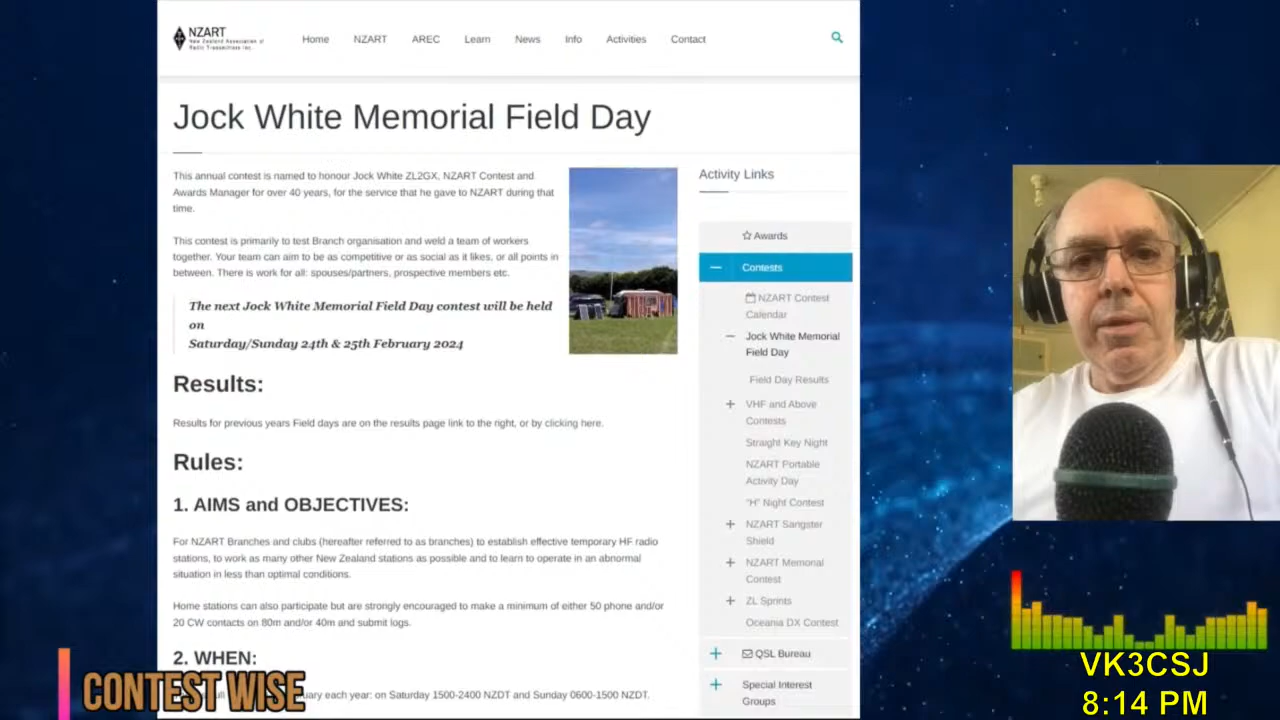 NZART
New Zealand Association of
Radio Transmitters Inc.
Home NZART AREC Learn News Info Activities Contact
Jock White Memorial Field Day
This annual contest is named to honour Jock White ZL2GX, NZART Contest and
Awards Manager for over 40 years, for the service that he gave to NZART during that
time.
This contest is primarily to test Branch organisation and weld a team of workers
together. Your team can aim to be as competitive or as social as it likes, or all points in
between. There is work for all: spouses/partners, prospective members etc.
The next Jock White Memorial Field Day contest will be held
on
Saturday/Sunday 24th & 25th February 2024
Results:
Results for previous years Field days are on the results page link to the right, or by clicking here.
Rules:
1. AIMS and OBJECTIVES:
For NZART Branches and clubs (hereafter referred to as branches) to establish effective temporary HF radio
stations, to work as many other New Zealand stations as possible and to learn to operate in an abnormal
situation in less than optimal conditions.
Home stations can also participate but are strongly encouraged to make a minimum of either 50 phone and/or
20 CW contacts on 80m and/or 40m and submit logs.
2. WHEN:
uary each year: on Saturday 1500-2400 NZDT and Sunday 0600-1500 NZDT.
Activity Links
Awards
Contests
NZART Contest
Calendar
Jock White Memorial
Field Day
Field Day Results
VHF and Above
Contests
Straight Key Night
NZART Portable
Activity Day
"H" Night Contest
NZART Sangster
Shield
NZART Memorial
Contest
ZL Sprints
Oceania DX Contest
QSL Bureau
Special Interest
Groups
CONTEST WISE
VK3CSJ
8:14 PM